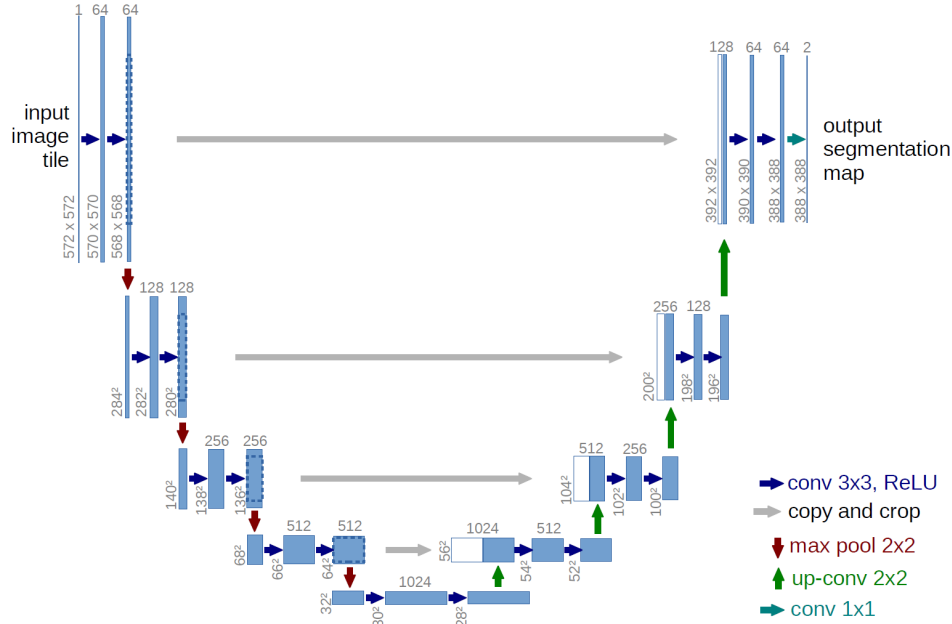 1 64 64
input
image
tile
572 x 572
570 x 570
568 x 568
128 64 64 2
392 x 392
390 x 390
388 x 388
388 x 388
output
segmentation
map
128 128
284²
282²
280²
256 128
200²
198²
196²
256 256
140²
138²
136²
512 256
104²
102²
100²
512 512
68²
66²
64²
1024 512
56²
54²
52²
1024
32²
30²
28²
conv 3x3, ReLU
copy and crop
max pool 2x2
up-conv 2x2
conv 1x1